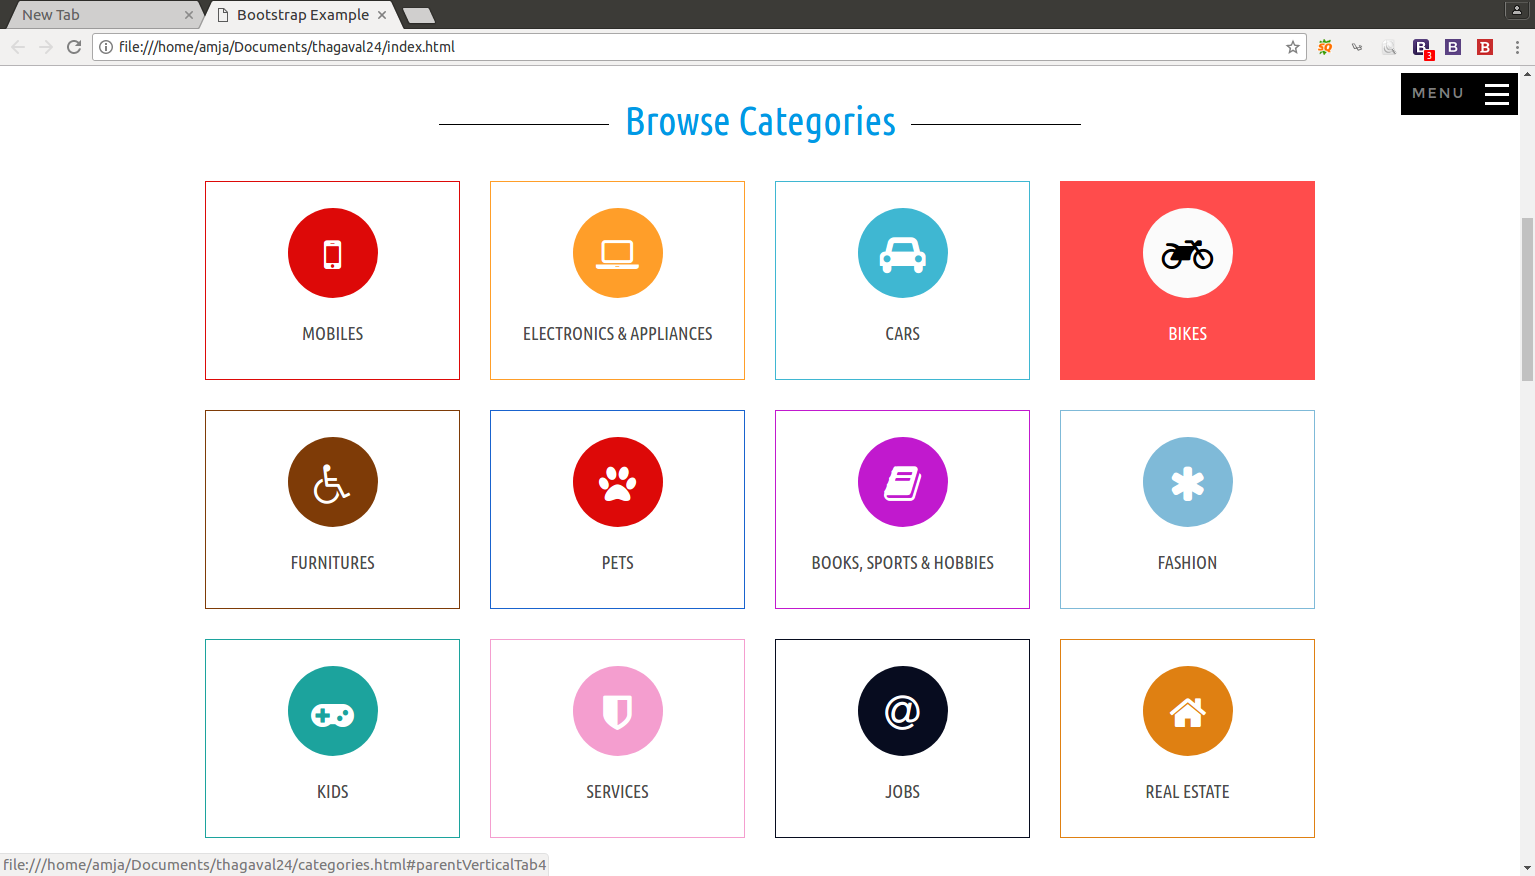 New Tab
Bootstrap Example
file:///home/amja/Documents/thagaval24/index.html
SQ
B
3
B
B
MENU
Browse Categories
MOBILES
ELECTRONICS & APPLIANCES
CARS
BIKES
FURNITURES
PETS
BOOKS, SPORTS & HOBBIES
FASHION
@
KIDS
SERVICES
JOBS
REAL ESTATE
file:///home/amja/Documents/thagaval24/categories.html#parentVerticalTab4